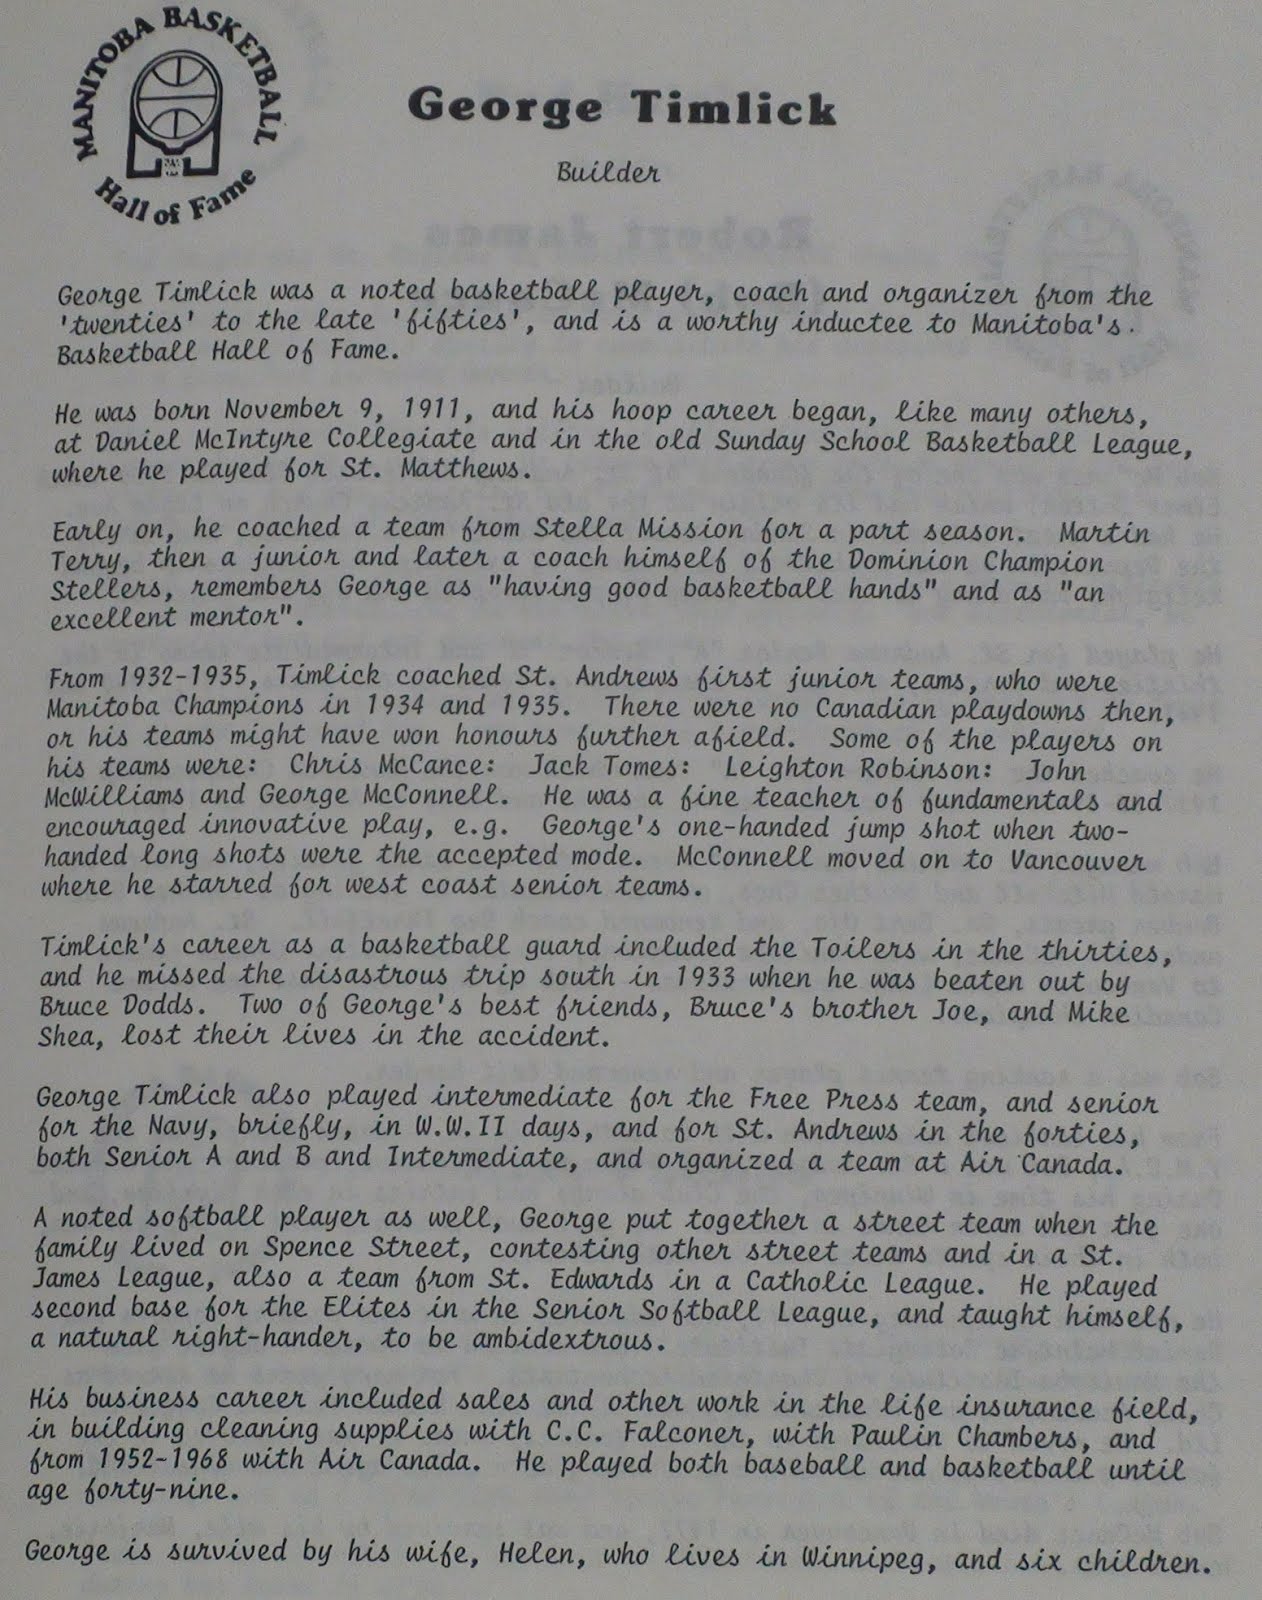 MANITOBA BASKETBALL
Hall of Fame
George Timlick
Builder
George Timlick was a noted basketball player, coach and organizer from the
'twenties' to the late 'fifties', and is a worthy inductee to Manitoba's
Basketball Hall of Fame.
He was born November 9, 1911, and his hoop career began, like many others,
at Daniel McIntyre Collegiate and in the old Sunday School Basketball League,
where he played for St. Matthews.
Early on, he coached a team from Stella Mission for a part season. Martin
Terry, then a junior and later a coach himself of the Dominion Champion
Stellers, remembers George as "having good basketball hands" and as "an
excellent mentor".
From 1932-1935, Timlick coached St. Andrews first junior teams, who were
Manitoba Champions in 1934 and 1935. There were no Canadian playdowns then,
or his teams might have won honours further afield. Some of the players on
his teams were: Chris McCance: Jack Tomes: Leighton Robinson: John
McWilliams and George McConnell. He was a fine teacher of fundamentals and
encouraged innovative play, e.g. George's one-handed jump shot when two-
handed long shots were the accepted mode. McConnell moved on to Vancouver
where he starred for west coast senior teams.
Timlick's career as a basketball guard included the Toilers in the thirties,
and he missed the disastrous trip south in 1933 when he was beaten out by
Bruce Dodds. Two of George's best friends, Bruce's brother Joe, and Mike
Shea, lost their lives in the accident.
George Timlick also played intermediate for the Free Press team, and senior
for the Navy, briefly, in W.W.II days, and for St. Andrews in the forties,
both Senior A and B and Intermediate, and organized a team at Air Canada.
A noted softball player as well, George put together a street team when the
family lived on Spence Street, contesting other street teams and in a St.
James League, also a team from St. Edwards in a Catholic League. He played
second base for the Elites in the Senior Softball League, and taught himself,
a natural right-hander, to be ambidextrous.
His business career included sales and other work in the life insurance field,
in building cleaning supplies with C.C. Falconer, with Paulin Chambers, and
from 1952-1968 with Air Canada. He played both baseball and basketball until
age forty-nine.
George is survived by his wife, Helen, who lives in Winnipeg, and six children.